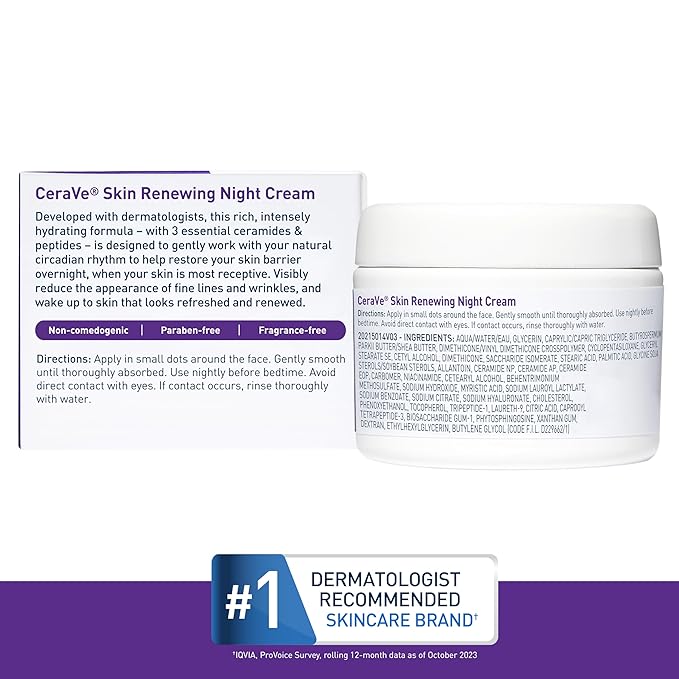 CeraVe® Skin Renewing Night Cream
Developed with dermatologists, this rich, intensely
hydrating formula – with 3 essential ceramides &
peptides – is designed to gently work with your natural
circadian rhythm to help restore your skin barrier
overnight, when your skin is most receptive. Visibly
reduce the appearance of fine lines and wrinkles, and
wake up to skin that looks refreshed and renewed.
Non-comedogenic | Paraben-free | Fragrance-free
Directions: Apply in small dots around the face. Gently smooth
until thoroughly absorbed. Use nightly before bedtime. Avoid
direct contact with eyes. If contact occurs, rinse thoroughly
with water.
CeraVe® Skin Renewing Night Cream
Directions: Apply in small dots around the face. Gently smooth until thoroughly absorbed. Use nightly before
bedtime. Avoid direct contact with eyes. If contact occurs, rinse thoroughly with water.
20215014V03 - INGREDIENTS: AQUA/WATER/EAU, GLYCERIN, CAPRYLIC/CAPRIC TRIGLYCERIDE, BUTYROSPERMUM
PARKII BUTTER/SHEA BUTTER, DIMETHICONE, DIMETHICONE/VINYL DIMETHICONE CROSSPOLYMER, CYCLOPENTASILOXANE, GLYCERYL
STEARATE SE, CETYL ALCOHOL, DIMETHICONE, SACCHARIDE ISOMERATE, STEARIC ACID, PALMITIC ACID, GLYCINE SOJA
STEROLS/SOYBEAN STEROLS, ALLANTOIN, CERAMIDE NP, CERAMIDE AP, CERAMIDE
EOP, CARBOMER, NIACINAMIDE, CETEARYL ALCOHOL, BEHENTRIMONIUM
METHOSULFATE, SODIUM HYDROXIDE, MYRISTIC ACID, SODIUM LAUROYL LACTYLATE,
SODIUM BENZOATE, SODIUM CITRATE, SODIUM HYALURONATE, CHOLESTEROL,
PHENOXYETHANOL, TOCOPHEROL, TRIPEPTIDE-1, LAURETH-9, CITRIC ACID, CAPROOYL
TETRAPEPTIDE-3, BIOSACCHARIDE GUM-1, PHYTOSPHINGOSINE, XANTHAN GUM,
DEXTRAN, ETHYLHEXYLGLYCERIN, BUTYLENE GLYCOL (CODE F.I.L. D229662/1)
#1 DERMATOLOGIST
RECOMMENDED
SKINCARE BRAND†
†IQVIA, ProVoice Survey, rolling 12-month data as of October 2023